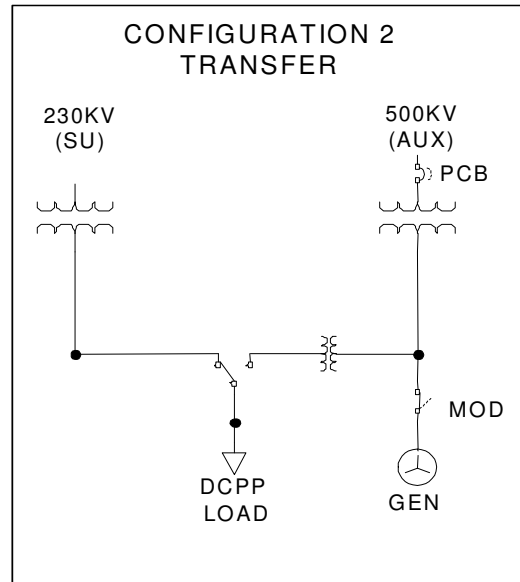 CONFIGURATION 2
TRANSFER
230KV
(SU)
500KV
(AUX)
PCB
MOD
DCPP
LOAD
GEN